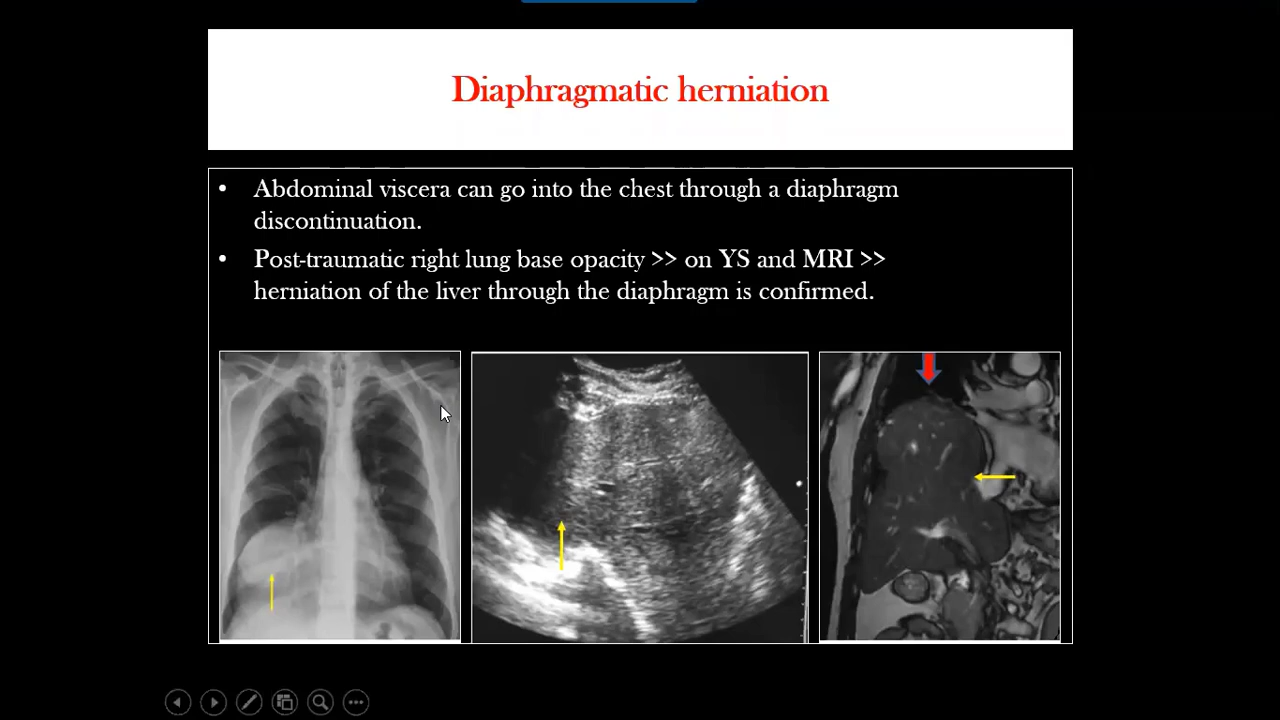 Diaphragmatic herniation
• Abdominal viscera can go into the chest through a diaphragm
discontinuation.
• Post-traumatic right lung base opacity >> on YS and MRI >>
herniation of the liver through the diaphragm is confirmed.